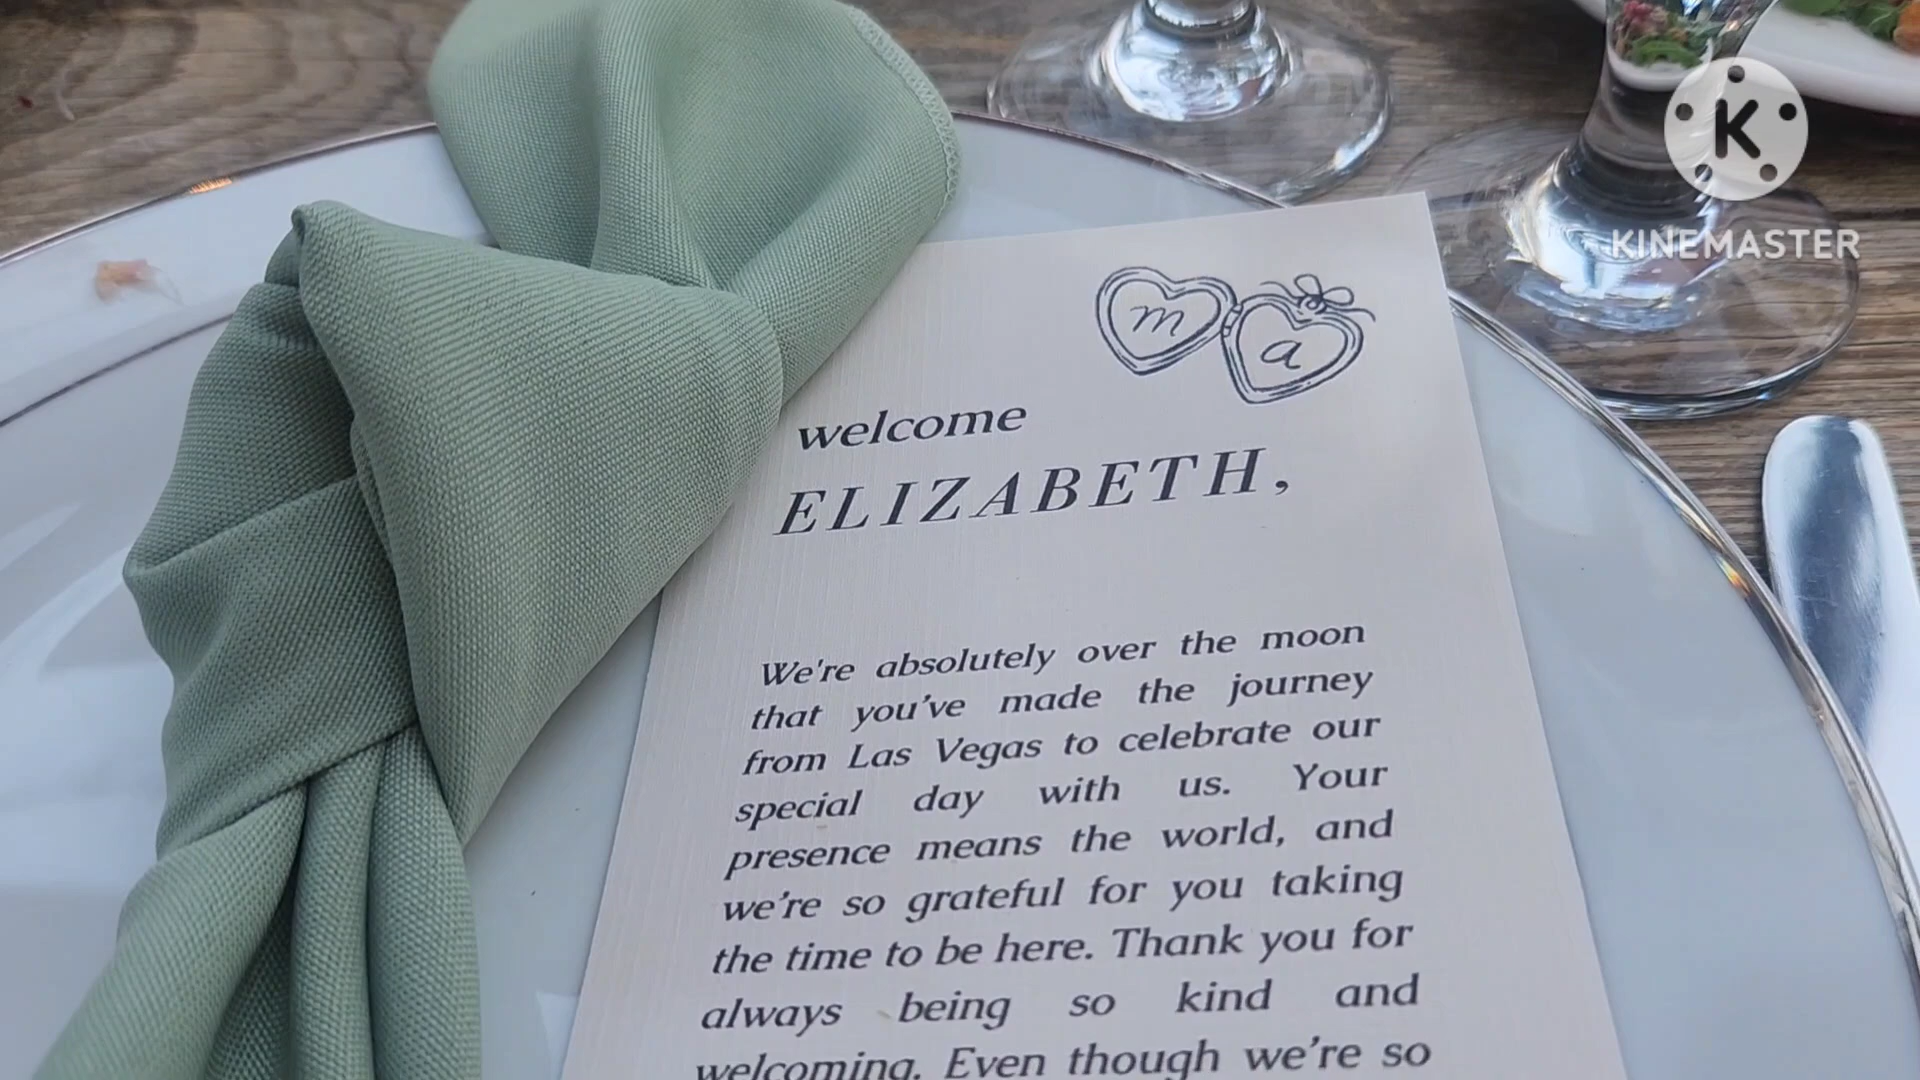 K
KINEMASTER
m
a
welcome
ELIZABETH,
We're absolutely over the moon
that you've made the journey
from Las Vegas to celebrate our
special day with us. Your
presence means the world, and
we're so grateful for you taking
the time to be here. Thank you for
always being so kind and
welcoming. Even though we're so